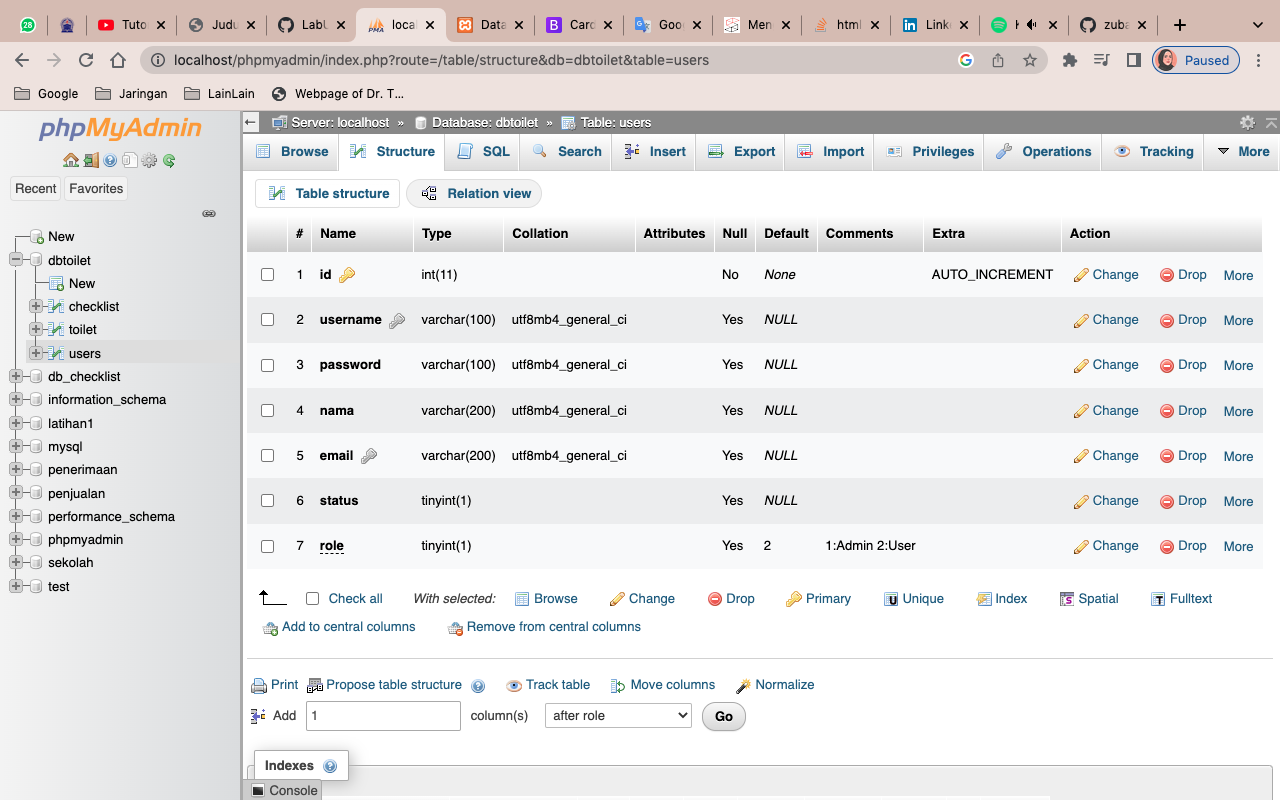 28 Tuto Judu LabU loca Data Card Goog Men html Link zuba
localhost/phpmyadmin/index.php?route=/table/structure&db=dbtoilet&table=users Paused
Google Jaringan LainLain Webpage of Dr. T...
phpMyAdmin
Recent Favorites
New
dbtoilet
New
checklist
toilet
users
db_checklist
information_schema
latihan1
mysql
penerimaan
penjualan
performance_schema
phpmyadmin
sekolah
test
Server: localhost » Database: dbtoilet » Table: users
Browse Structure SQL Search Insert Export Import Privileges Operations Tracking More
Table structure Relation view
# Name Type Collation Attributes Null Default Comments Extra Action
1 id int(11) No None AUTO_INCREMENT Change Drop More
2 username varchar(100) utf8mb4_general_ci Yes NULL Change Drop More
3 password varchar(100) utf8mb4_general_ci Yes NULL Change Drop More
4 nama varchar(200) utf8mb4_general_ci Yes NULL Change Drop More
5 email varchar(200) utf8mb4_general_ci Yes NULL Change Drop More
6 status tinyint(1) Yes NULL Change Drop More
7 role tinyint(1) Yes 2 1:Admin 2:User Change Drop More
Check all With selected: Browse Change Drop Primary Unique Index Spatial Fulltext
Add to central columns Remove from central columns
Print Propose table structure Track table Move columns Normalize
Add 1 column(s) after role Go
Indexes
Console